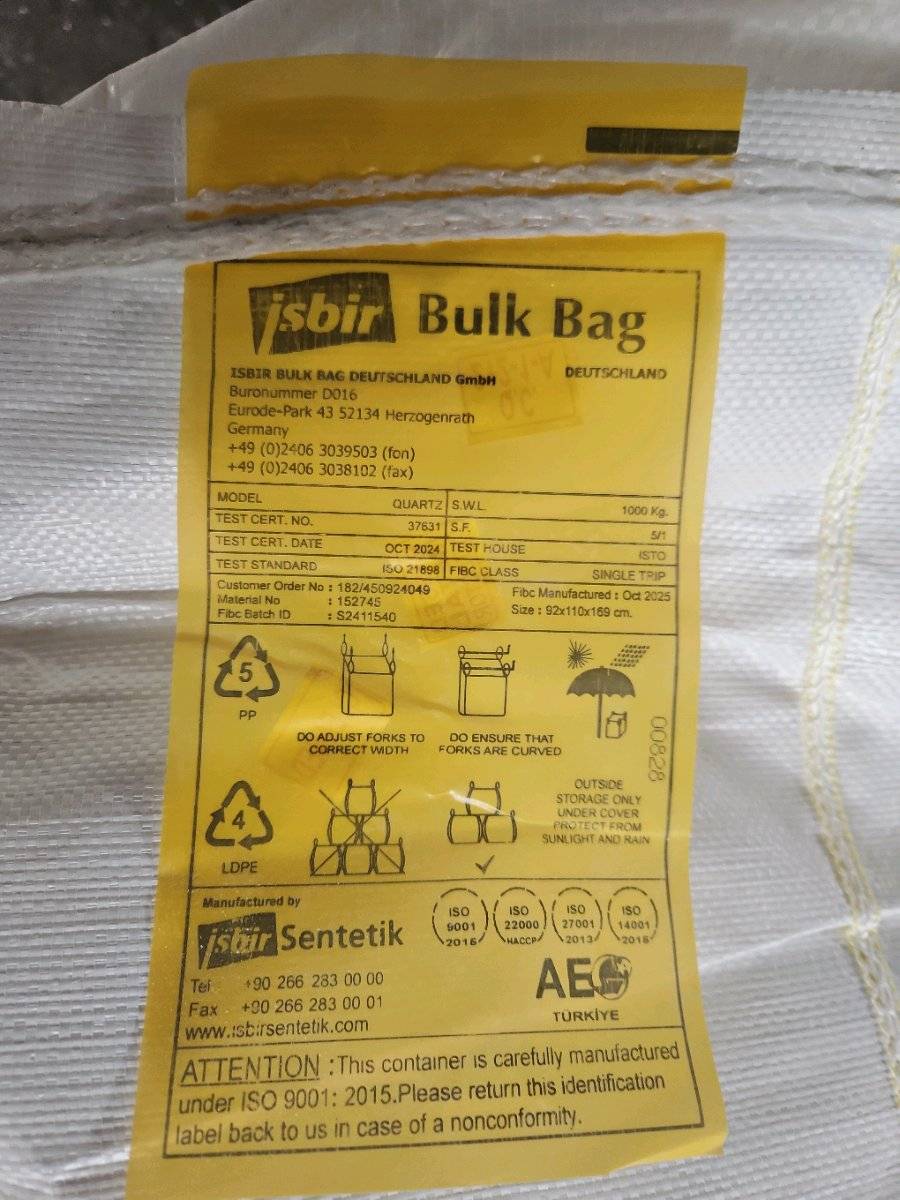 isbir Bulk Bag
ISBIR BULK BAG DEUTSCHLAND GmbH DEUTSCHLAND
Buronummer D016
Eurode-Park 43 52134 Herzogenrath
Germany
+49 (0)2406 3039503 (fon)
+49 (0)2406 3038102 (fax)
MODEL QUARTZ S.W.L. 1000 Kg.
TEST CERT. NO. 37631 S.F. 5/1
TEST CERT. DATE OCT 2024 TEST HOUSE ISTO
TEST STANDARD ISO 21898 FIBC CLASS SINGLE TRIP
Customer Order No : 182/450924049 Fibc Manufactured : Oct 2025
Material No : 152745 Size : 92x110x169 cm.
Fibc Batch ID : S2411540
5
PP
DO ADJUST FORKS TO
CORRECT WIDTH
DO ENSURE THAT
FORKS ARE CURVED
00828
4
LDPE
OUTSIDE
STORAGE ONLY
UNDER COVER
PROTECT FROM
SUNLIGHT AND RAIN
Manufactured by
isbir Sentetik
Tel +90 266 283 00 00
Fax +90 266 283 00 01
www.isbirsentetik.com
ISO
9001
2015
ISO
22000
HACCP
ISO
27001
2013
ISO
14001
2015
AEO
TÜRKİYE
ATTENTION :This container is carefully manufactured
under ISO 9001: 2015.Please return this identification
label back to us in case of a nonconformity.